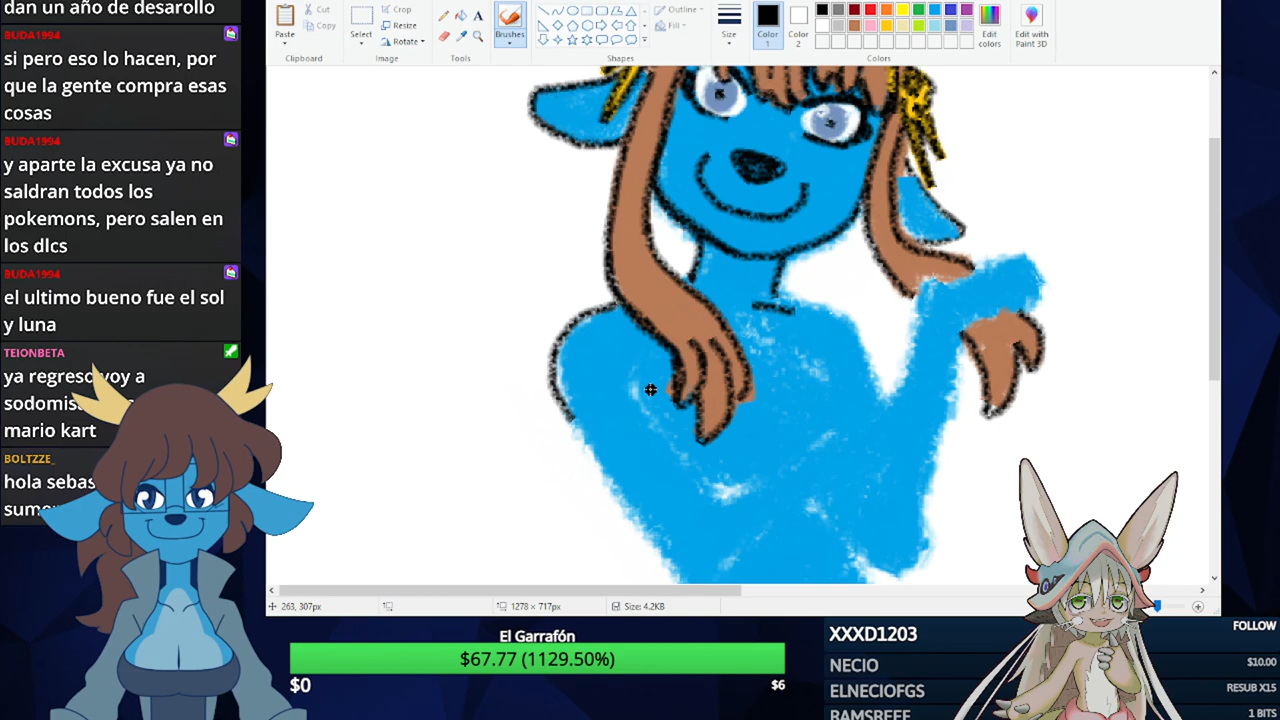 dan un año de desarollo
BUDA1994
si pero eso lo hacen, por
que la gente compra esas
cosas
BUDA1994
y aparte la excusa ya no
saldran todos los
pokemons, pero salen en
los dlcs
BUDA1994
el ultimo bueno fue el sol
y luna
TEIONBETA
ya regreso voy a
mario kart
BOLTZZE_
hola
Paste
Cut
Copy
Clipboard
Select
Crop
Resize
Rotate
Image
Tools
Brushes
Outline
Fill
Shapes
Size
Color
1
Color
2
Edit
colors
Colors
Edit with
Paint 3D
263, 307px
1278 × 717px
Size: 4.2KB
El Garrafón
$67.77 (1129.50%)
$0
$6
XXXD1203
FOLLOW
NECIO
$10.00
ELNECIOFGS
RESUB X15
RAMSREEE
1 BITS